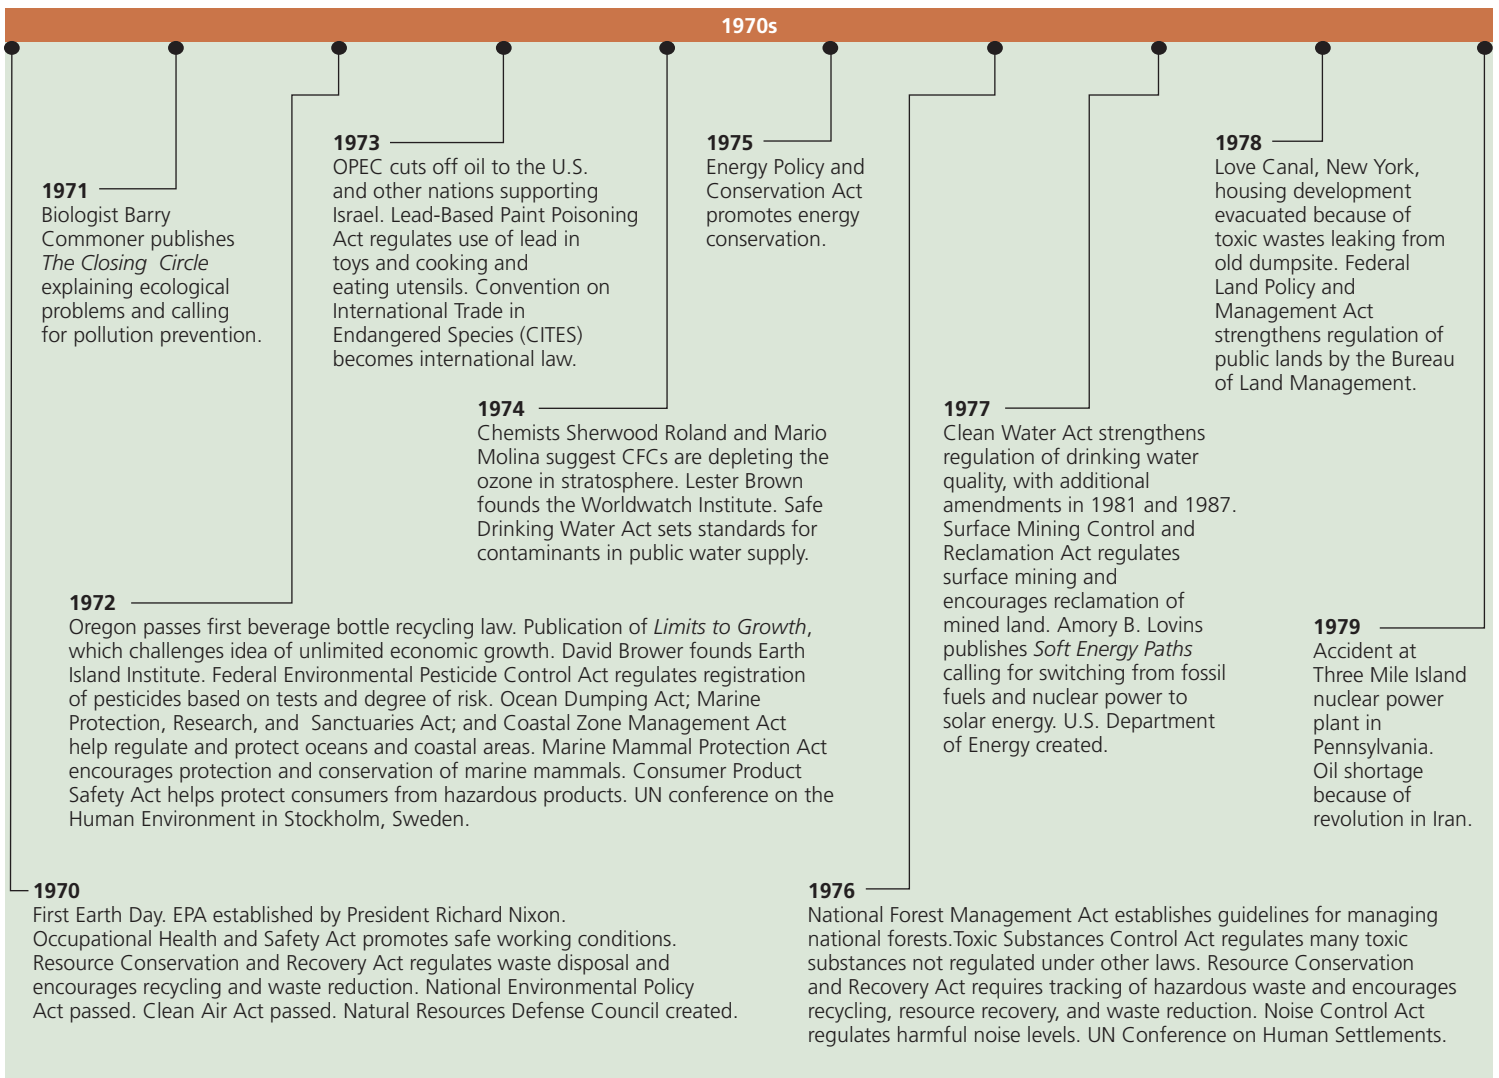 1970s
1970
First Earth Day. EPA established by President Richard Nixon.
Occupational Health and Safety Act promotes safe working conditions.
Resource Conservation and Recovery Act regulates waste disposal and
encourages recycling and waste reduction. National Environmental Policy
Act passed. Clean Air Act passed. Natural Resources Defense Council created.
1971
Biologist Barry
Commoner publishes
The Closing Circle
explaining ecological
problems and calling
for pollution prevention.
1972
Oregon passes first beverage bottle recycling law. Publication of Limits to Growth,
which challenges idea of unlimited economic growth. David Brower founds Earth
Island Institute. Federal Environmental Pesticide Control Act regulates registration
of pesticides based on tests and degree of risk. Ocean Dumping Act; Marine
Protection, Research, and Sanctuaries Act; and Coastal Zone Management Act
help regulate and protect oceans and coastal areas. Marine Mammal Protection Act
encourages protection and conservation of marine mammals. Consumer Product
Safety Act helps protect consumers from hazardous products. UN conference on the
Human Environment in Stockholm, Sweden.
1973
OPEC cuts off oil to the U.S.
and other nations supporting
Israel. Lead-Based Paint Poisoning
Act regulates use of lead in
toys and cooking and
eating utensils. Convention on
International Trade in
Endangered Species (CITES)
becomes international law.
1974
Chemists Sherwood Roland and Mario
Molina suggest CFCs are depleting the
ozone in stratosphere. Lester Brown
founds the Worldwatch Institute. Safe
Drinking Water Act sets standards for
contaminants in public water supply.
1975
Energy Policy and
Conservation Act
promotes energy
conservation.
1976
National Forest Management Act establishes guidelines for managing
national forests.Toxic Substances Control Act regulates many toxic
substances not regulated under other laws. Resource Conservation
and Recovery Act requires tracking of hazardous waste and encourages
recycling, resource recovery, and waste reduction. Noise Control Act
regulates harmful noise levels. UN Conference on Human Settlements.
1977
Clean Water Act strengthens
regulation of drinking water
quality, with additional
amendments in 1981 and 1987.
Surface Mining Control and
Reclamation Act regulates
surface mining and
encourages reclamation of
mined land. Amory B. Lovins
publishes Soft Energy Paths
calling for switching from fossil
fuels and nuclear power to
solar energy. U.S. Department
of Energy created.
1978
Love Canal, New York,
housing development
evacuated because of
toxic wastes leaking from
old dumpsite. Federal
Land Policy and
Management Act
strengthens regulation of
public lands by the Bureau
of Land Management.
1979
Accident at
Three Mile Island
nuclear power
plant in
Pennsylvania.
Oil shortage
because of
revolution in Iran.